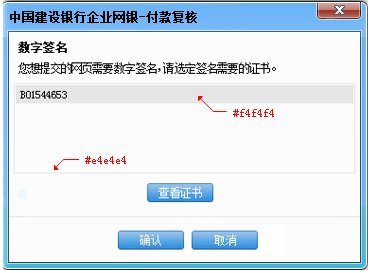 中国建设银行企业网银-付款复核
数字签名
您想提交的网页需要数字签名,请选定签名需要的证书。
B01544653
#f4f4f4
#e4e4e4
查看证书
确认 取消